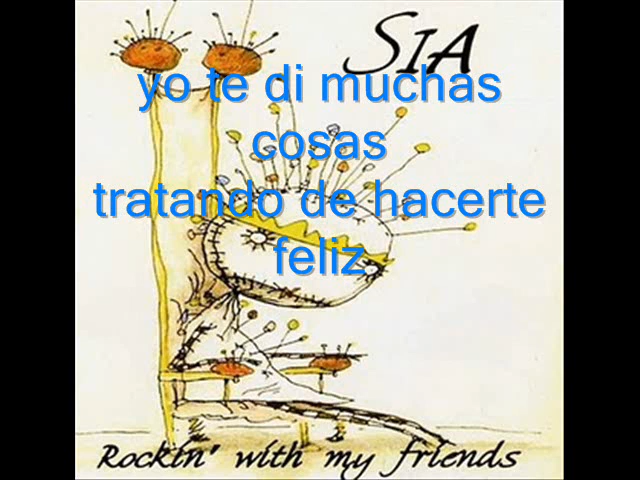 SIA
yo te di muchas
cosas
tratando de hacerte
feliz
Rockin' with my friends